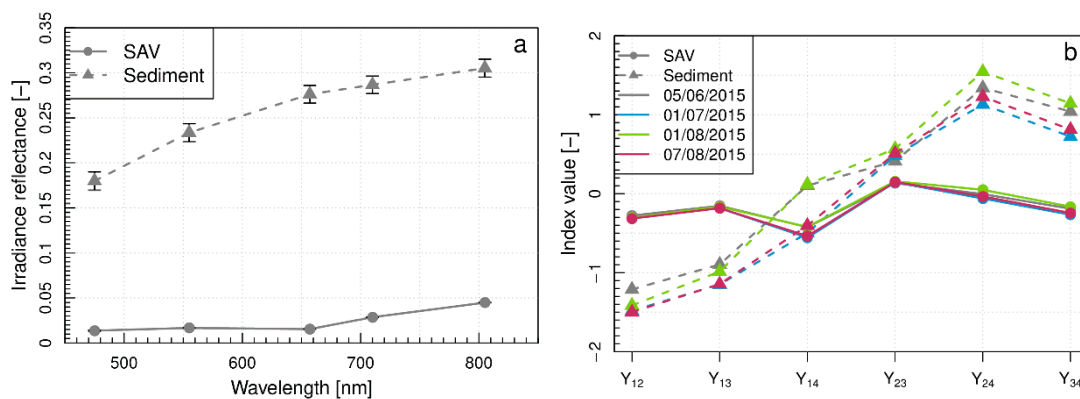 a
SAV
Sediment
Irradiance reflectance [–]
0 0.05 0.1 0.15 0.2 0.25 0.3 0.35
500 600 700 800
Wavelength [nm]
b
SAV
Sediment
05/06/2015
01/07/2015
01/08/2015
07/08/2015
Index value [–]
−2 −1 0 1 2
Y12 Y13 Y14 Y23 Y24 Y34